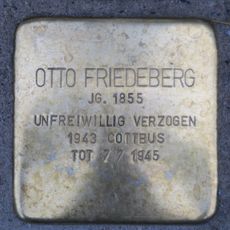 OTTO FRIEDEBERG
JG. 1855
UNFREIWILLIG VERZOGEN
1943 COTTBUS
TOT 7.7.1945